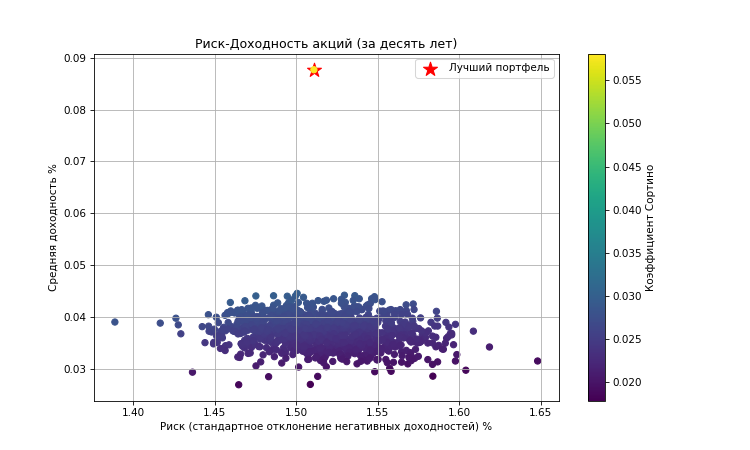 Риск-Доходность акций (за десять лет)
Лучший портфель
Средняя доходность %
0.09
0.08
0.07
0.06
0.05
0.04
0.03
1.40 1.45 1.50 1.55 1.60 1.65
Риск (стандартное отклонение негативных доходностей) %
0.055
0.050
0.045
0.040
0.035
0.030
0.025
0.020
Коэффициент Сортино